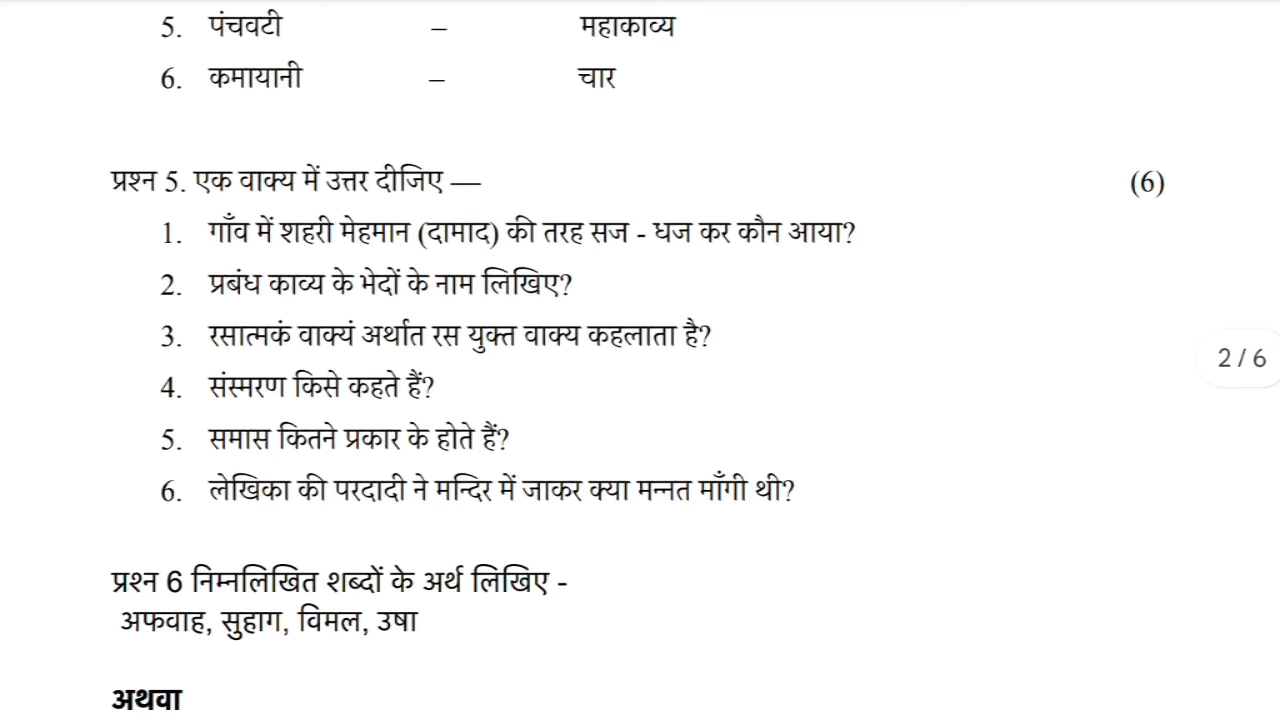 5. पंचवटी – महाकाव्य
6. कमायानी – चार
प्रश्न 5. एक वाक्य में उत्तर दीजिए — (6)
1. गाँव में शहरी मेहमान (दामाद) की तरह सज - धज कर कौन आया?
2. प्रबंध काव्य के भेदों के नाम लिखिए?
3. रसात्मकं वाक्यं अर्थात रस युक्त वाक्य कहलाता है?
2 / 6
4. संस्मरण किसे कहते हैं?
5. समास कितने प्रकार के होते हैं?
6. लेखिका की परदादी ने मन्दिर में जाकर क्या मन्नत माँगी थी?
प्रश्न 6 निम्नलिखित शब्दों के अर्थ लिखिए -
अफवाह, सुहाग, विमल, उषा
अथवा